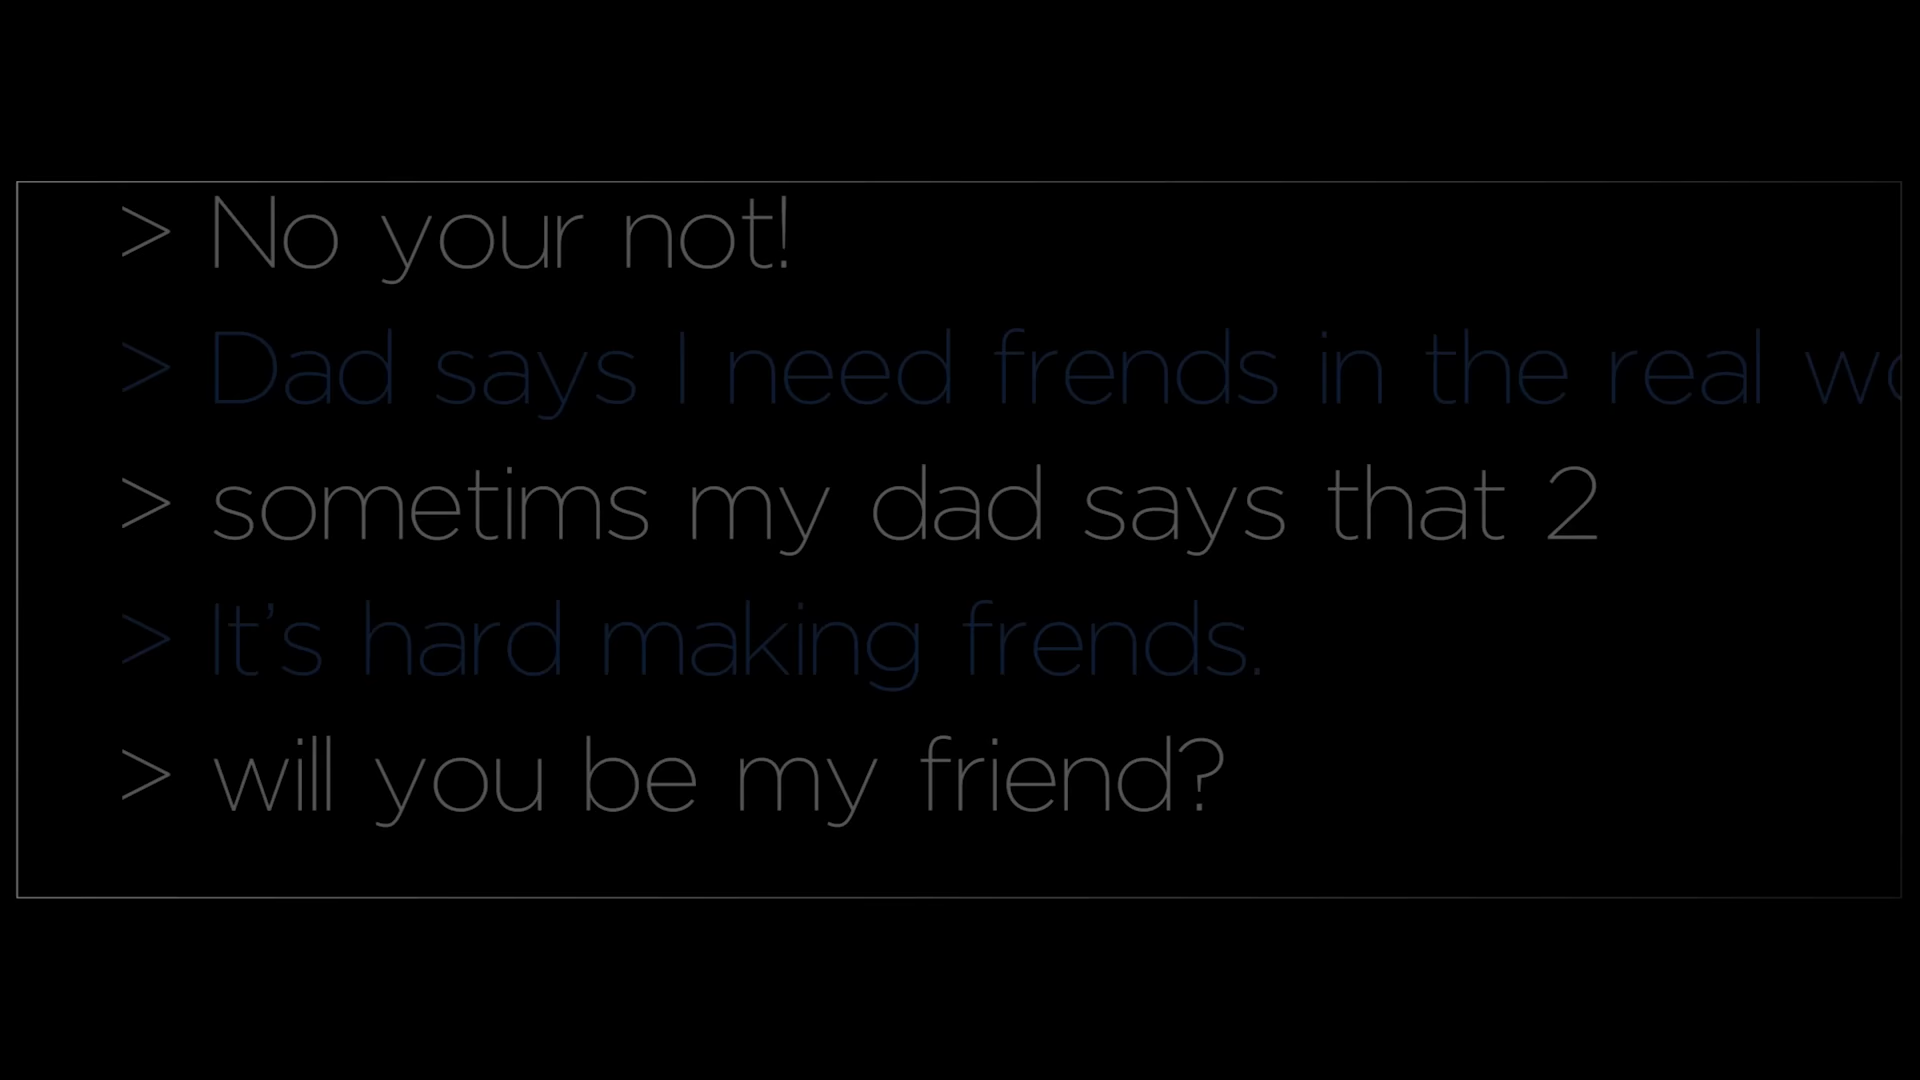 > No your not!
> Dad says I need frends in the real
> sometims my dad says that 2
> It's hard making frends.
> will you be my friend?